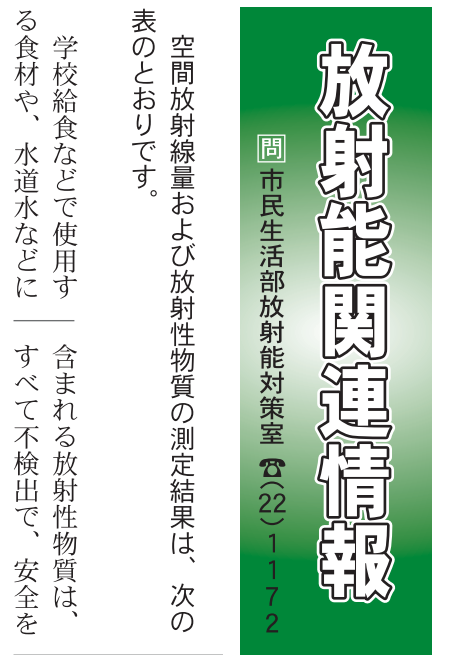 放射能関連情報
問市民生活部放射能対策室 ☎(22)1172
空間放射線量および放射性物質の測定結果は、次の
表のとおりです。
学校給食などで使用す
る食材や、水道水などに
含まれる放射性物質は、
すべて不検出で、安全を